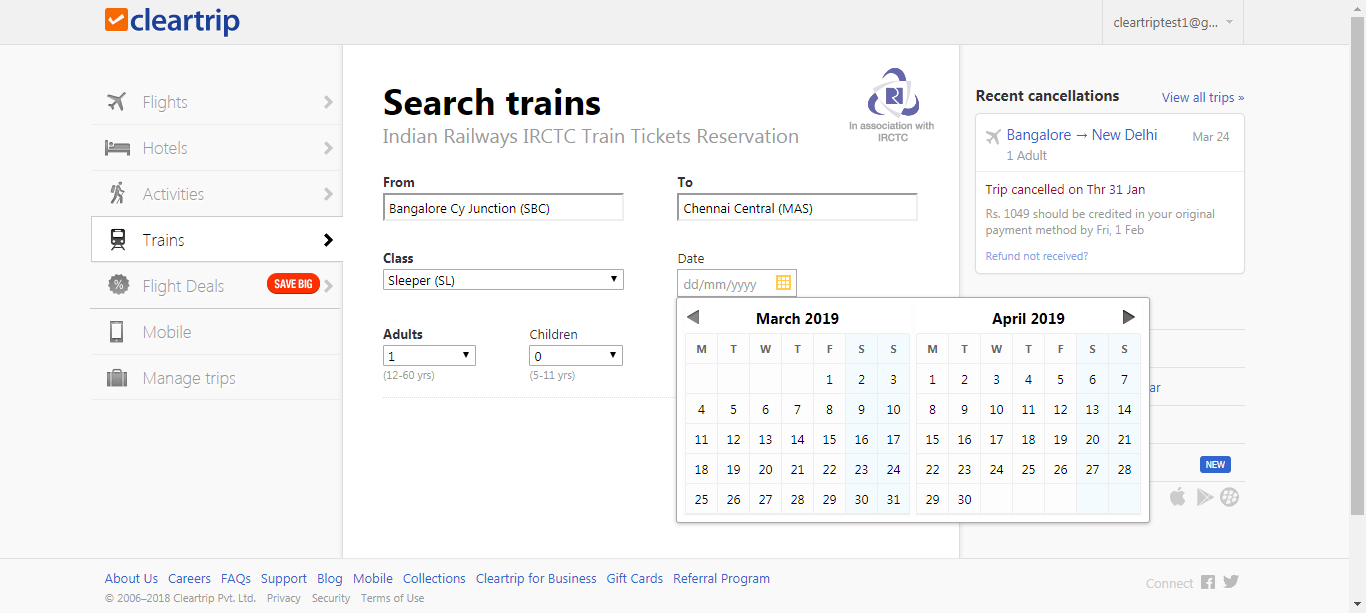 cleartrip
cleartriptest1@g...
Flights
Hotels
Activities
Trains
Flight Deals SAVE BIG
Mobile
Manage trips
Search trains
Indian Railways IRCTC Train Tickets Reservation
In association with
IRCTC
From To
Bangalore Cy Junction (SBC) Chennai Central (MAS)
Class Date
Sleeper (SL) dd/mm/yyyy
Adults Children
1 0
(12-60 yrs) (5-11 yrs)
March 2019 April 2019
M T W T F S S M T W T F S S
1 2 3 1 2 3 4 5 6 7
4 5 6 7 8 9 10 8 9 10 11 12 13 14
11 12 13 14 15 16 17 15 16 17 18 19 20 21
18 19 20 21 22 23 24 22 23 24 25 26 27 28
25 26 27 28 29 30 31 29 30
Recent cancellations View all trips »
Bangalore → New Delhi Mar 24
1 Adult
Trip cancelled on Thr 31 Jan
Rs. 1049 should be credited in your original
payment method by Fri, 1 Feb
Refund not received?
ar
NEW
About Us Careers FAQs Support Blog Mobile Collections Cleartrip for Business Gift Cards Referral Program
© 2006–2018 Cleartrip Pvt. Ltd. Privacy Security Terms of Use
Connect